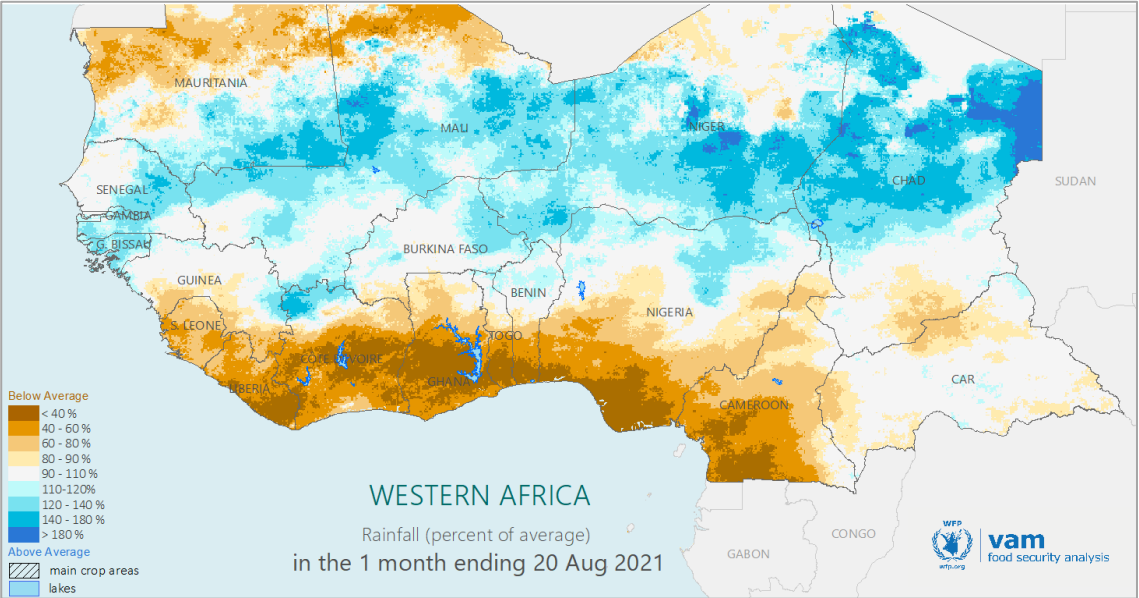 MAURITANIA
MALI
NIGER
CHAD
SUDAN
SENEGAL
GAMBIA
G. BISSAU
BURKINA FASO
GUINEA
BENIN
NIGERIA
S. LEONE
TOGO
COTE D'IVOIRE
GHANA
LIBERIA
CAR
CAMEROON
GABON
CONGO
Below Average
< 40 %
40 - 60 %
60 - 80 %
80 - 90 %
90 - 110 %
110-120%
120 - 140 %
140 - 180 %
> 180 %
Above Average
main crop areas
lakes
WESTERN AFRICA
Rainfall (percent of average)
in the 1 month ending 20 Aug 2021
WFP
wfp.org
vam
food security analysis